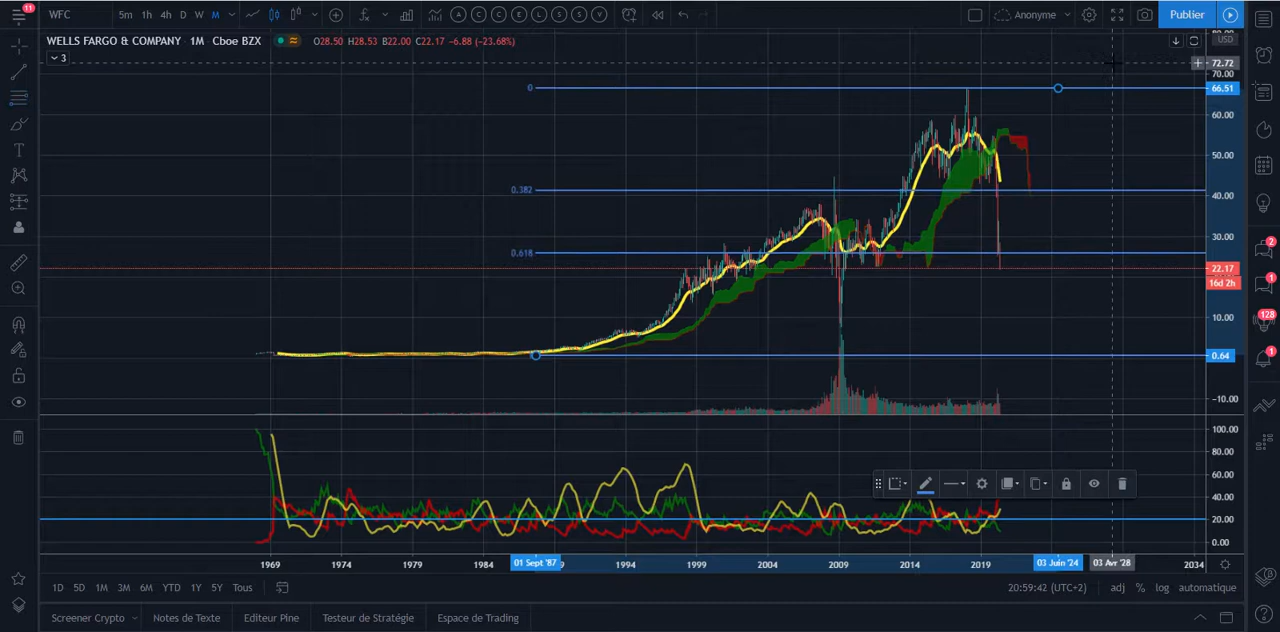 11
WFC
5m 1h 4h D W M
A C C E L S S V
Anonyme
Publier
WELLS FARGO & COMPANY · 1M · Cboe BZX
O28.50 H28.53 B22.00 C22.17 −6.88 (−23.68%)
USD
3
80.00
72.72
70.00
0
66.51
60.00
50.00
0.382
40.00
30.00
0.618
22.17
16d 2h
10.00
0.64
−10.00
100.00
80.00
60.00
40.00
20.00
0.00
2
1
128
1
1969 1974 1979 1984 01 Sept '87 1994 1999 2004 2009 2014 2019 03 Juin '24 03 Avr '28 2034
1D 5D 1M 3M 6M YTD 1Y 5Y Tous
20:59:42 (UTC+2) adj % log automatique
Screener Crypto Notes de Texte Editeur Pine Testeur de Stratégie Espace de Trading